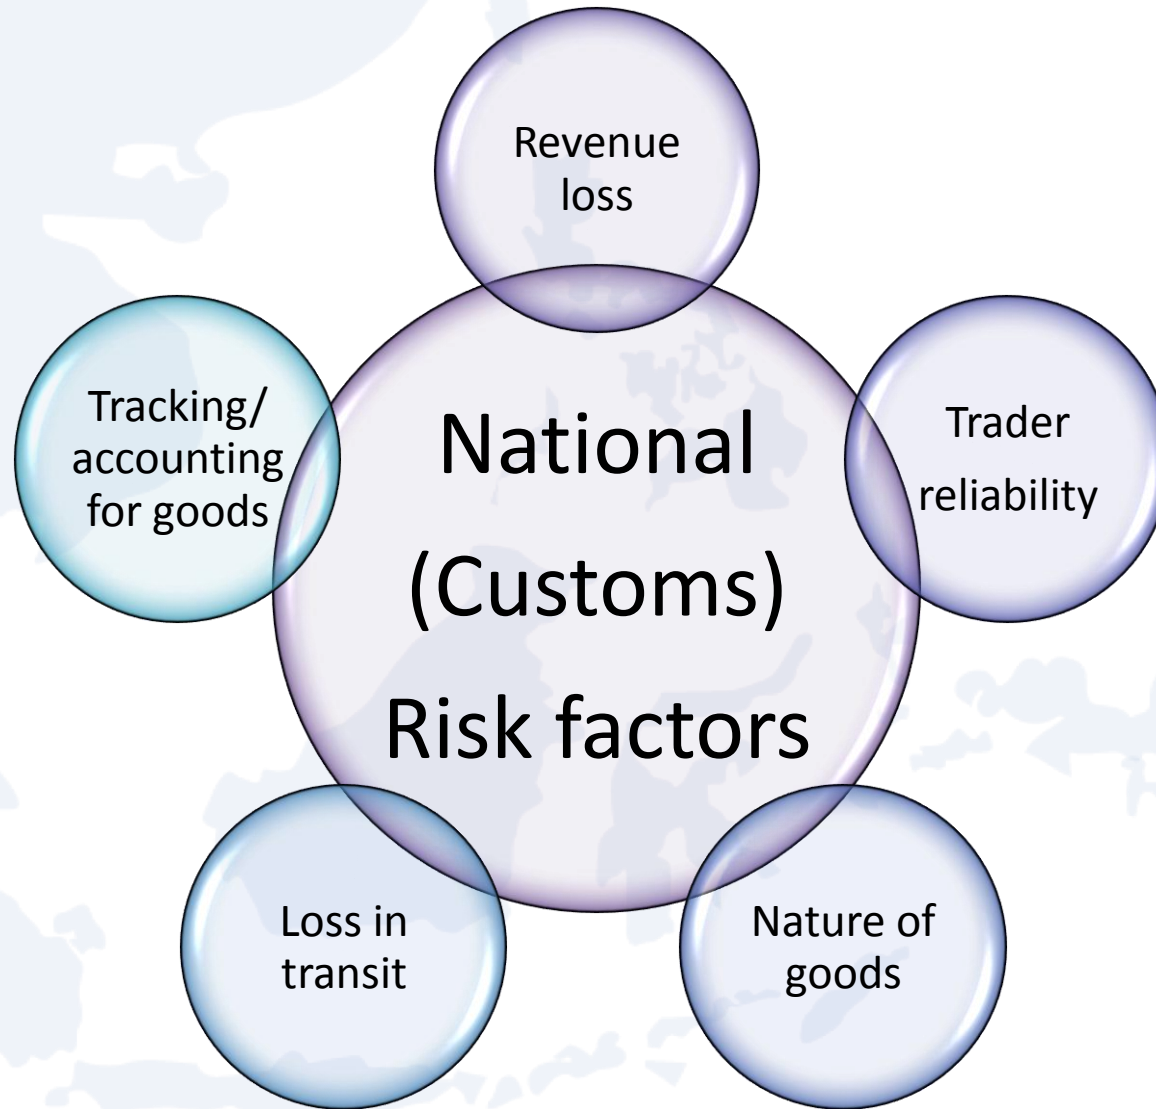 Revenue
loss
Tracking/
accounting
for goods
Trader
reliability
National
(Customs)
Risk factors
Loss in
transit
Nature of
goods